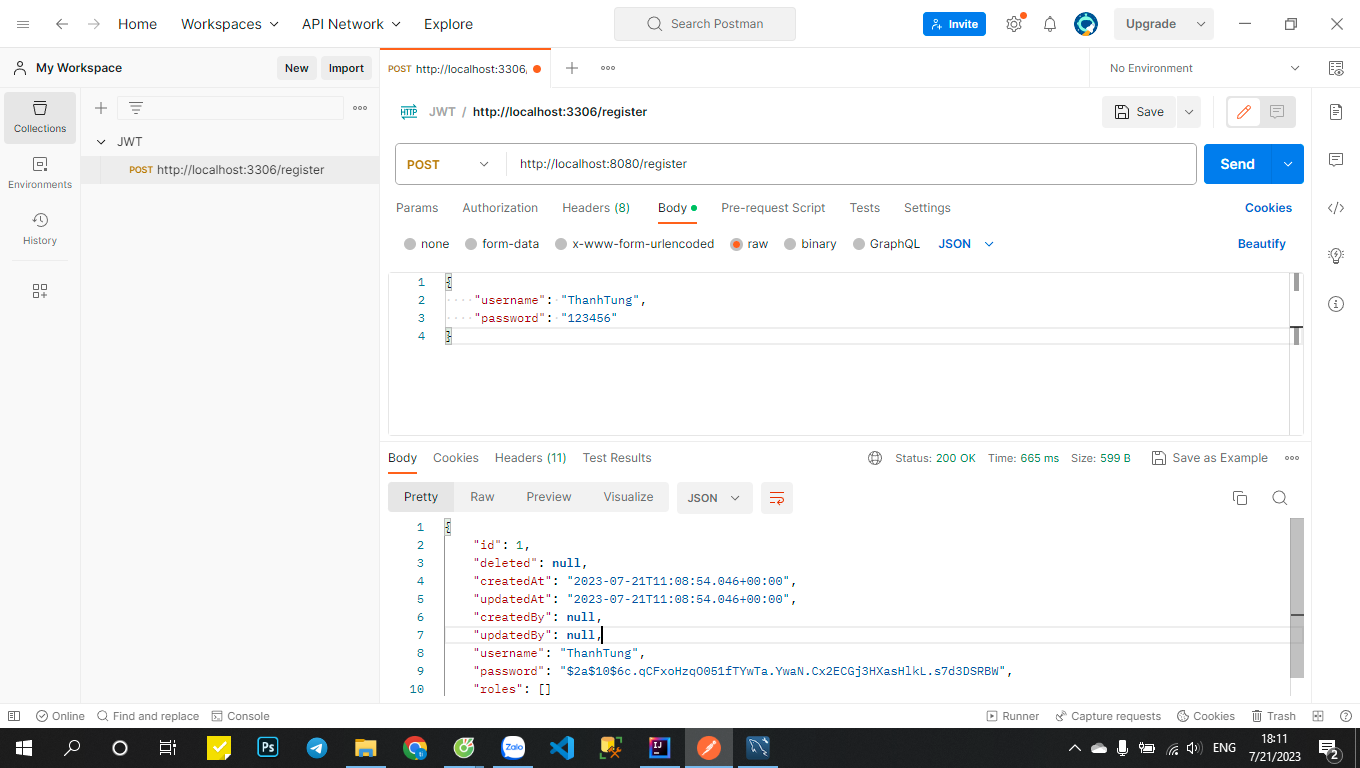 Home Workspaces API Network Explore Search Postman Invite Upgrade
My Workspace New Import POST http://localhost:3306, No Environment
Collections
Environments
History
JWT
POST http://localhost:3306/register
HTTP JWT / http://localhost:3306/register Save
POST http://localhost:8080/register Send
Params Authorization Headers (8) Body Pre-request Script Tests Settings Cookies
none form-data x-www-form-urlencoded raw binary GraphQL JSON Beautify
1 {
2 "username": "ThanhTung",
3 "password": "123456"
4 }
Body Cookies Headers (11) Test Results Status: 200 OK Time: 665 ms Size: 599 B Save as Example
Pretty Raw Preview Visualize JSON
1 {
2 "id": 1,
3 "deleted": null,
4 "createdAt": "2023-07-21T11:08:54.046+00:00",
5 "updatedAt": "2023-07-21T11:08:54.046+00:00",
6 "createdBy": null,
7 "updatedBy": null,
8 "username": "ThanhTung",
9 "password": "$2a$10$6c.qCFxoHzqO051fTYwTa.YwaN.Cx2ECGj3HXasHlkL.s7d3DSRBW",
10 "roles": []
Online Find and replace Console Runner Capture requests Cookies Trash
Ps Zalo IJ ENG 18:11
7/21/2023 2